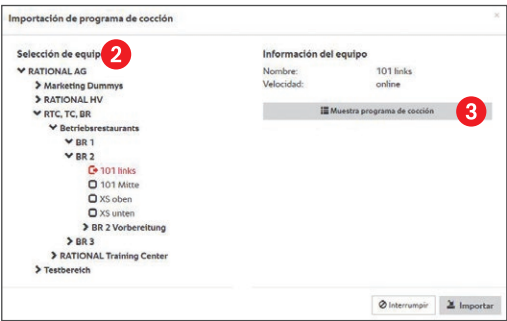 Importación de programa de cocción
×
Selección de equip
2
RATIONAL AG
Marketing Dummys
RATIONAL HV
RTC, TC, BR
Betriebsrestaurants
BR 1
BR 2
101 links
101 Mitte
XS oben
XS unten
BR 2 Vorbereitung
BR 3
RATIONAL Training Center
Testbereich
Información del equipo
Nombre: 101 links
Velocidad: online
Muestra programa de cocción
3
Interrumpir
Importar